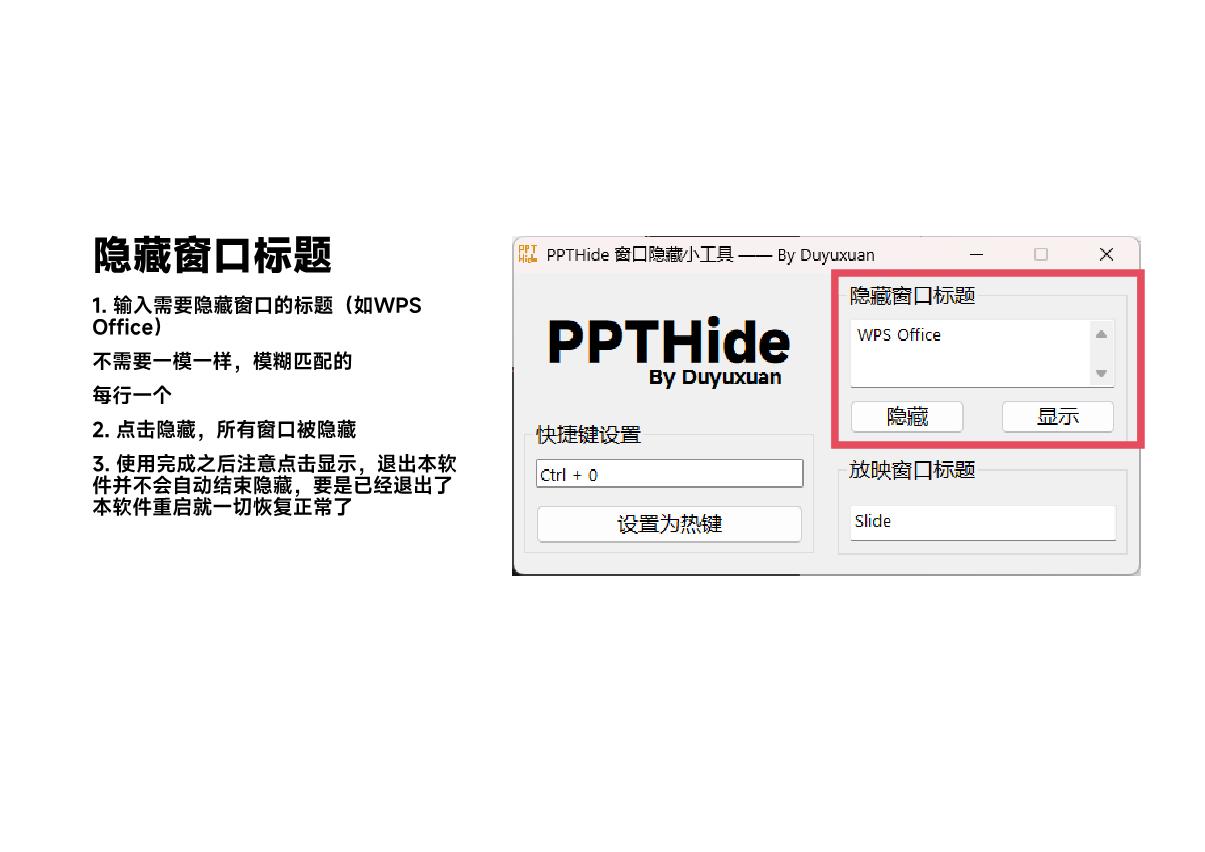 隐藏窗口标题
1. 输入需要隐藏窗口的标题（如WPS
Office）
不需要一模一样，模糊匹配的
每行一个
2. 点击隐藏，所有窗口被隐藏
3. 使用完成之后注意点击显示，退出本软
件并不会自动结束隐藏，要是已经退出了
本软件重启就一切恢复正常了
PPT
Hide
PPTHide 窗口隐藏小工具 —— By Duyuxuan
PPTHide
By Duyuxuan
快捷键设置
Ctrl + 0
设置为热键
隐藏窗口标题
WPS Office
隐藏
显示
放映窗口标题
Slide